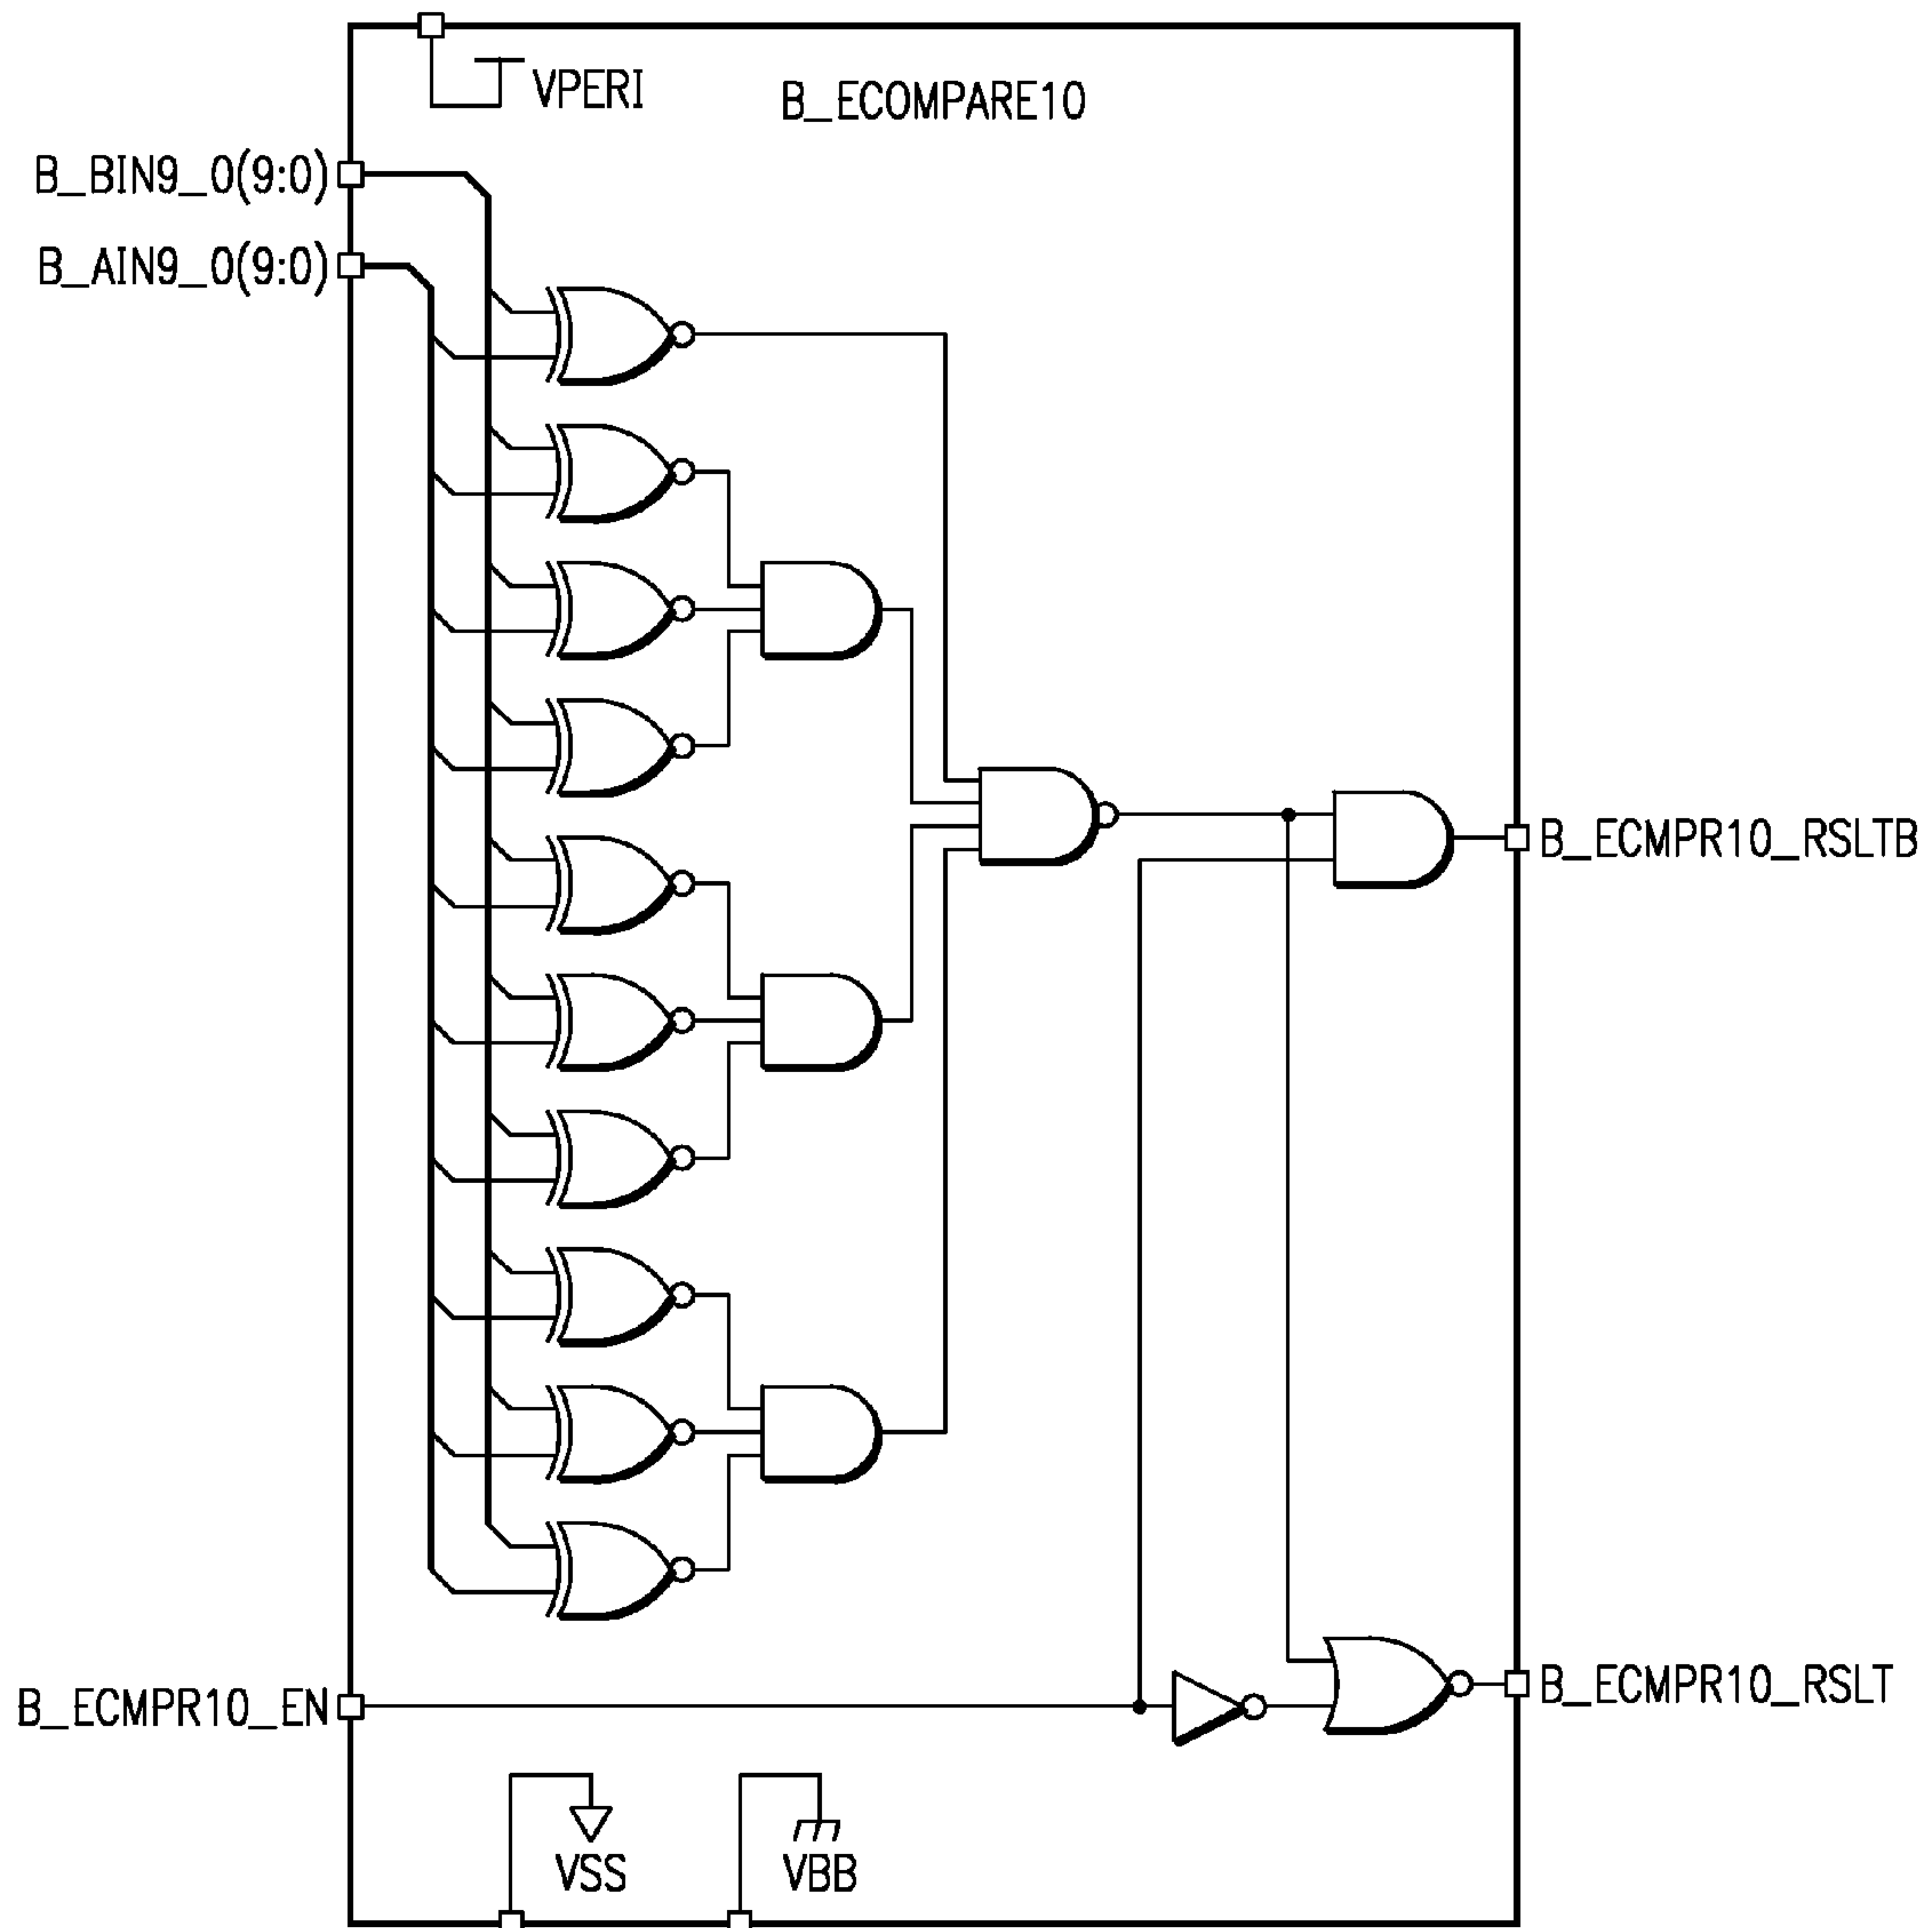 VPERI
B_ECOMPARE10
B_BIN9_0(9:0)
B_AIN9_0(9:0)
B_ECMPR10_RSLTB
B_ECMPR10_EN
B_ECMPR10_RSLT
VSS
VBB